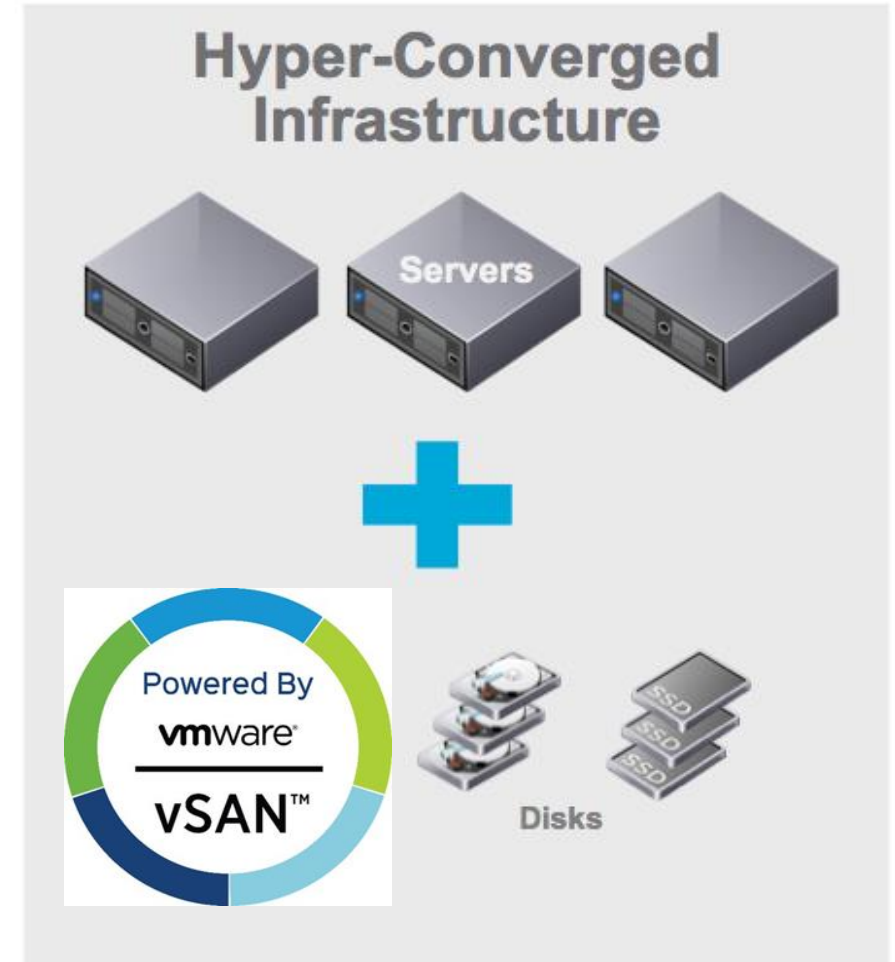 Hyper-Converged
Infrastructure
Servers
Powered By
vmware®
vSAN™
SSD
SSD
SSD
Disks